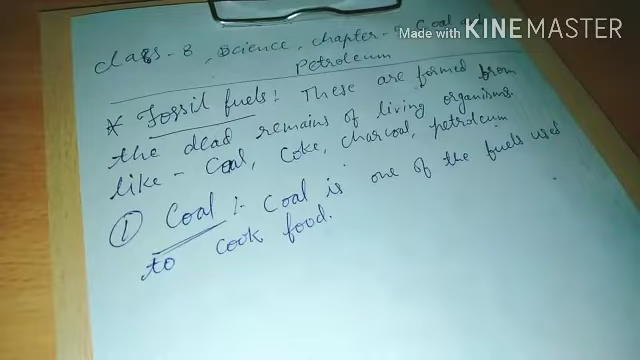 Made with KINEMASTER
Class - 8, Science, Chapter - Coal
Petroleum
* Fossil fuels : These are formed from
the dead remains of living organisms.
like - Coal, Coke, charcoal, petroleum
① Coal :- Coal is one of the fuels used
to cook food.